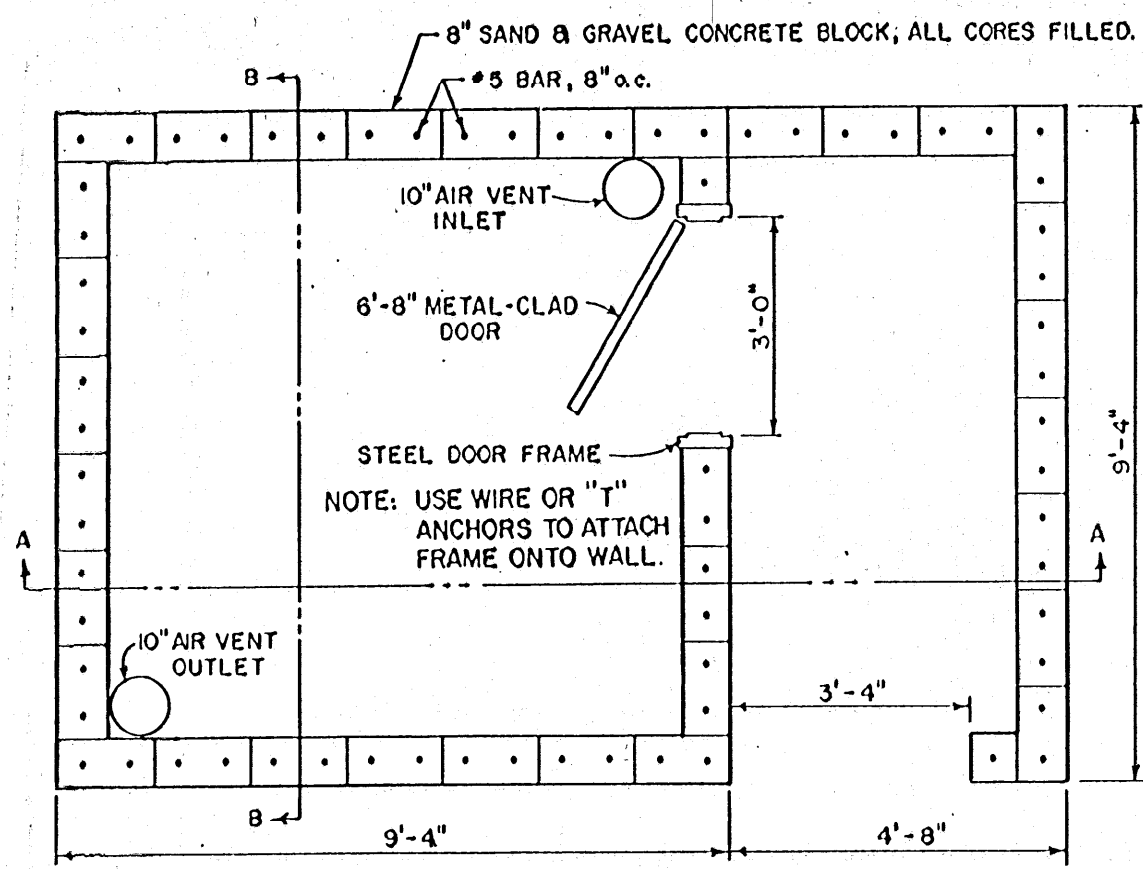 8" SAND & GRAVEL CONCRETE BLOCK; ALL CORES FILLED.
B
#5 BAR, 8" o.c.
10" AIR VENT
INLET
6'-8" METAL-CLAD
DOOR
3'-0"
9'-4"
STEEL DOOR FRAME
NOTE: USE WIRE OR "T"
ANCHORS TO ATTACH
FRAME ONTO WALL.
A
A
10" AIR VENT
OUTLET
3'-4"
B
9'-4"
4'-8"